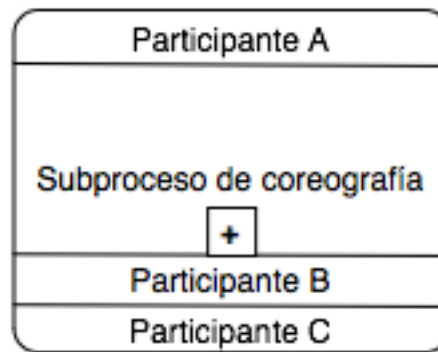 Participante A
Subproceso de coreografía
+
Participante B
Participante C